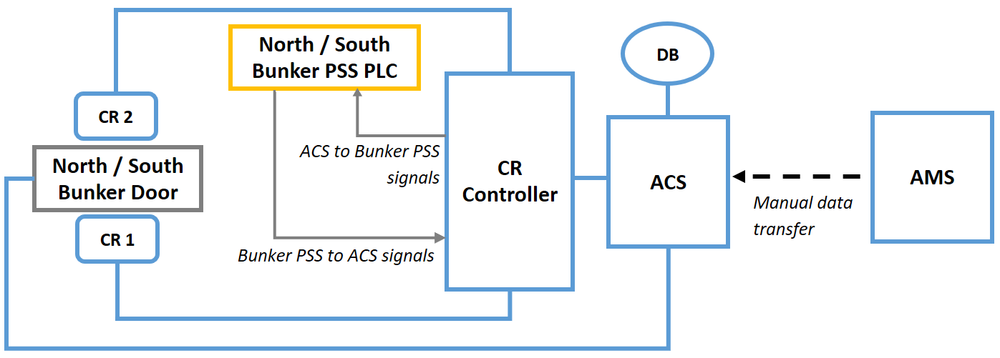 North / South
Bunker PSS PLC
DB
CR 2
ACS to Bunker PSS
signals
North / South
Bunker Door
CR
Controller
ACS
AMS
Manual data
transfer
CR 1
Bunker PSS to ACS signals